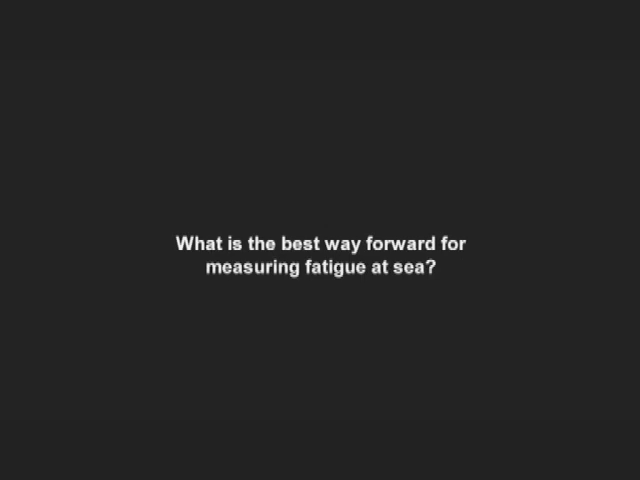 What is the best way forward for
measuring fatigue at sea?